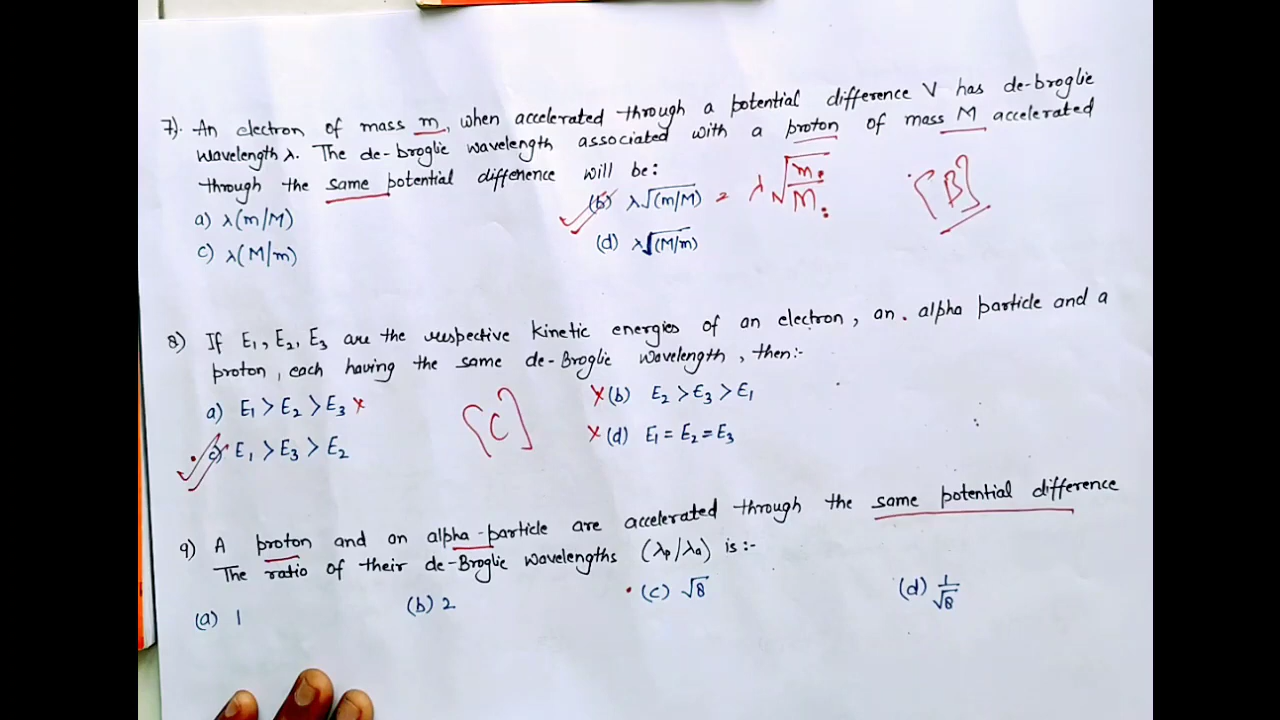 7). An electron of mass m, when accelerated through a potential difference V has de-broglie
wavelength λ. The de-broglie wavelength associated with a proton of mass M accelerated
through the same potential difference will be:
a) λ(m/M)
(b) λ√(m/M) = λ√(m/M)
[B]
c) λ(M/m)
(d) λ√(M/m)
8) If E₁, E₂, E₃ are the respective kinetic energies of an electron, an. alpha particle and a
proton, each having the same de-Broglie wavelength, then:-
a) E₁ > E₂ > E₃ ×
× (b) E₂ > E₃ > E₁
[C]
c) E₁ > E₃ > E₂
× (d) E₁ = E₂ = E₃
9) A proton and an alpha-particle are accelerated through the same potential difference
The ratio of their de-Broglie wavelengths (λp/λa) is:-
(a) 1
(b) 2
(c) √8
(d) 1/√8